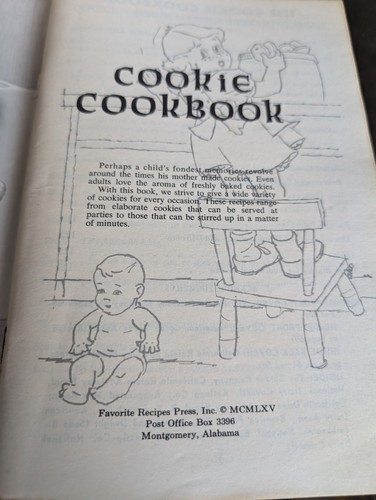 COOKIE
COOKBOOK
Perhaps a child's fondest memories revolve
around the times his mother made cookies. Even
adults love the aroma of freshly baked cookies.
With this book, we strive to give a wide variety
of cookies for every occasion. These recipes range
from elaborate cookies that can be served at
parties to those that can be stirred up in a matter
of minutes.
Favorite Recipes Press, Inc. © MCMLXV
Post Office Box 3396
Montgomery, Alabama